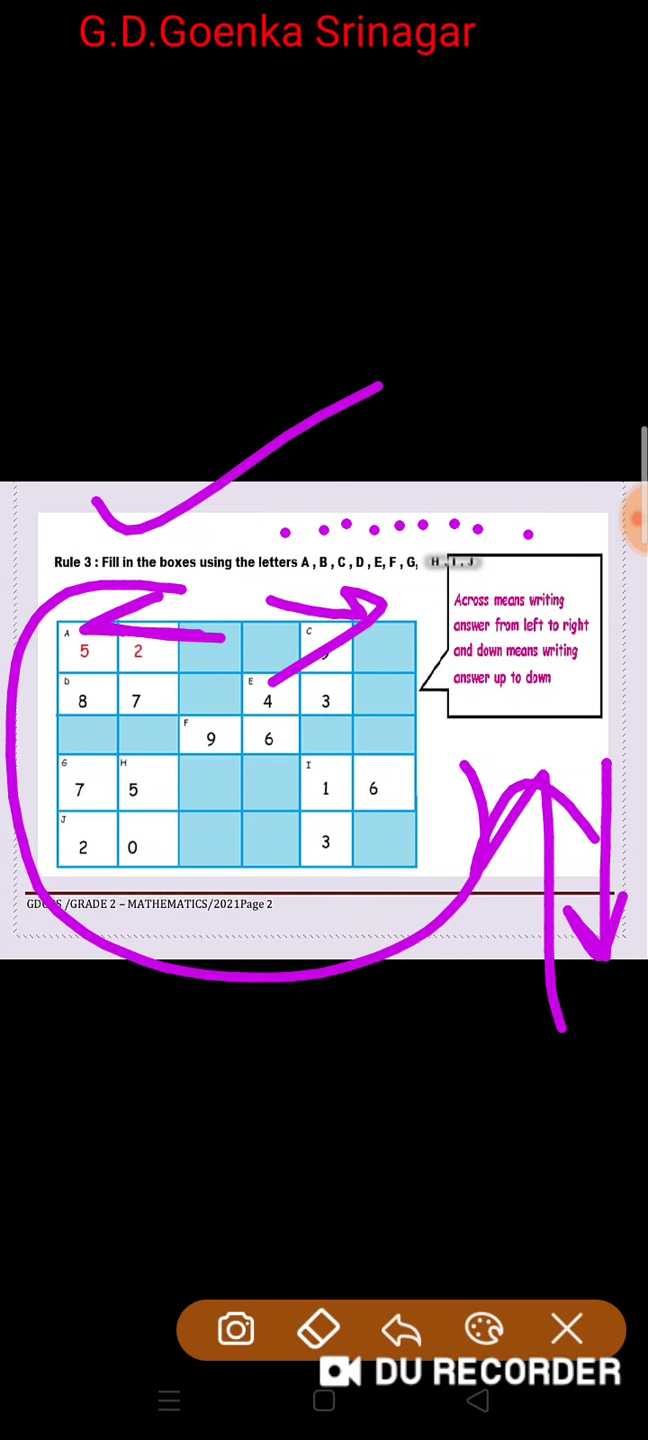 G.D.Goenka Srinagar
Rule 3 : Fill in the boxes using the letters A , B , C , D , E, F , G, H , I , J
Across means writing
answer from left to right
and down means writing
answer up to down
A C
5 2
D E
8 7 4 3
F
9 6
G H I
7 5 1 6
J
2 0 3
/GRADE 2 – MATHEMATICS/2021Page 2
DU RECORDER